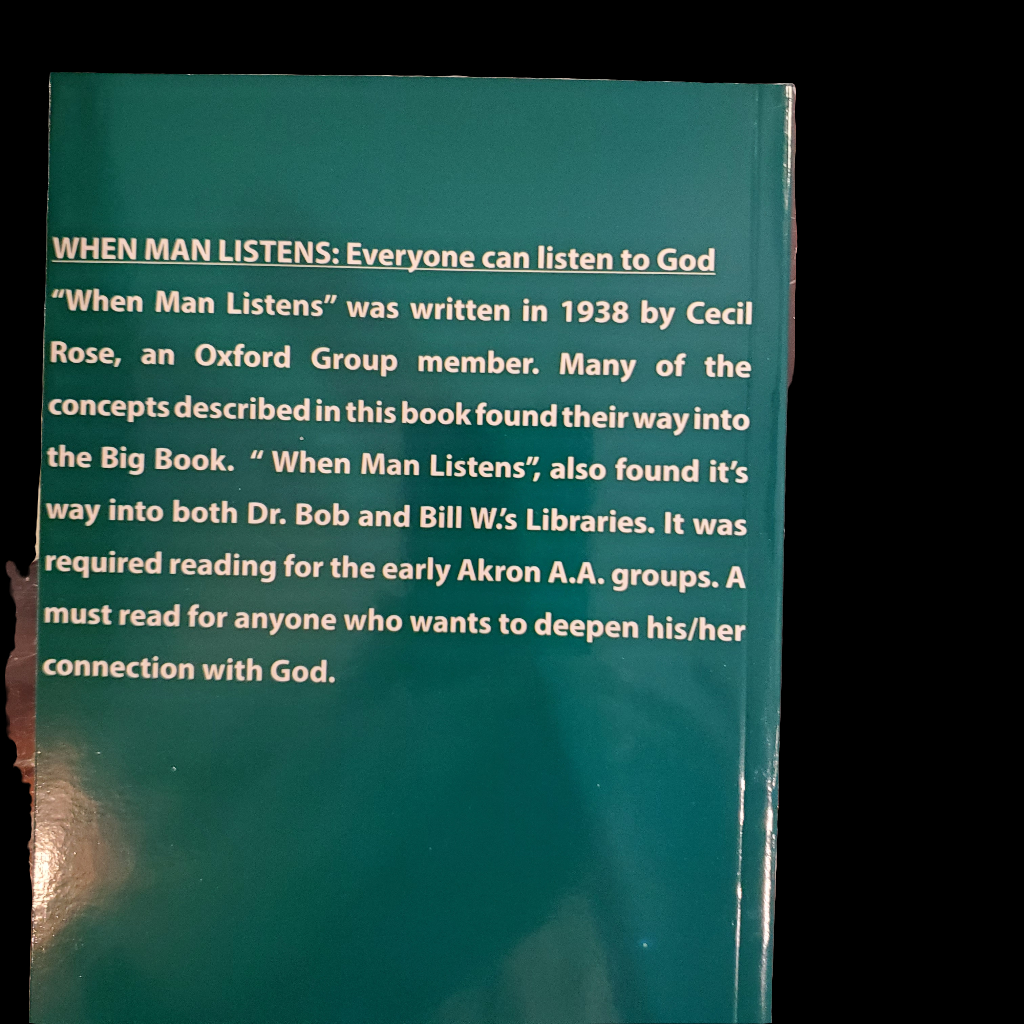 WHEN MAN LISTENS: Everyone can listen to God
“When Man Listens” was written in 1938 by Cecil
Rose, an Oxford Group member. Many of the
concepts described in this book found their way into
the Big Book. “ When Man Listens”, also found it’s
way into both Dr. Bob and Bill W.’s Libraries. It was
required reading for the early Akron A.A. groups. A
must read for anyone who wants to deepen his/her
connection with God.